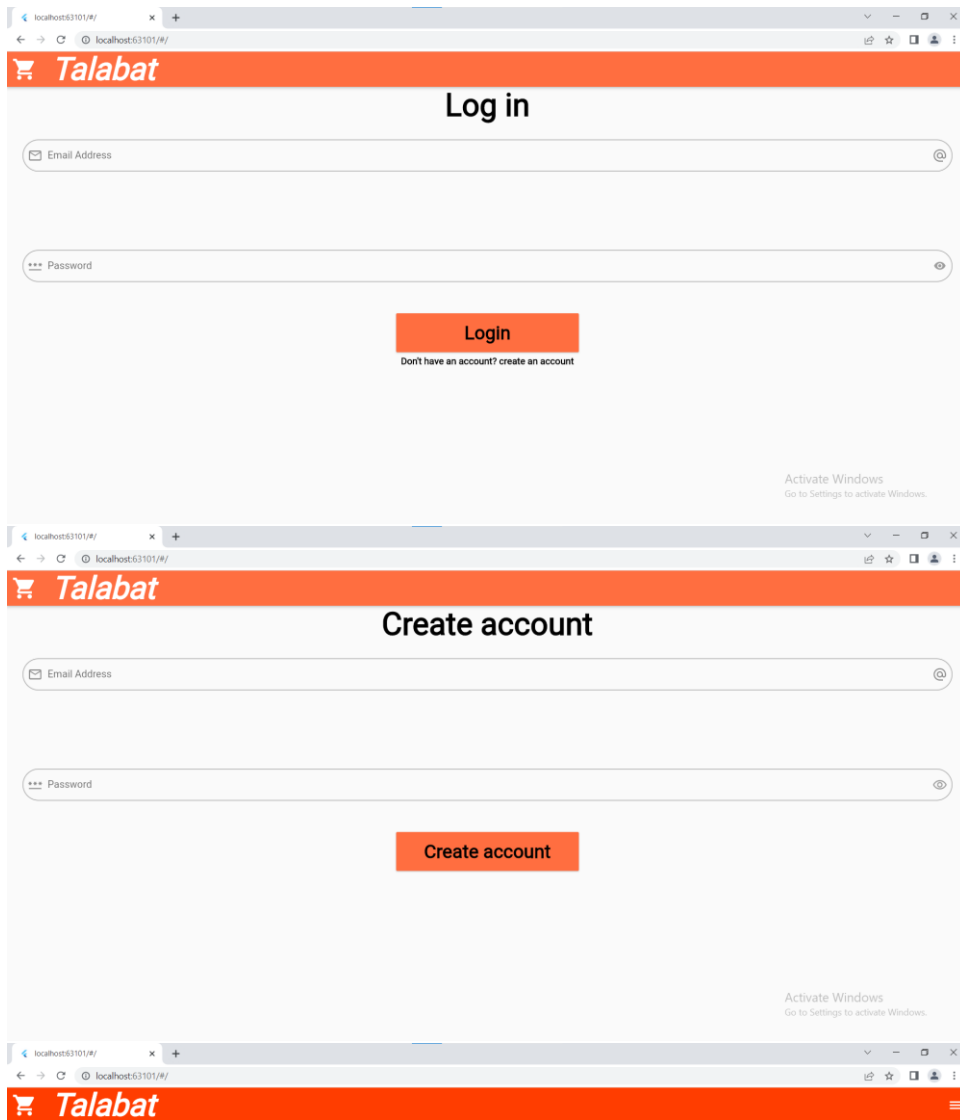 localhost:63101/#/
localhost:63101/#/
Talabat
Log in
Email Address
Password
Login
Don't have an account? create an account
Activate Windows
Go to Settings to activate Windows.
localhost:63101/#/
localhost:63101/#/
Talabat
Create account
Email Address
Password
Create account
Activate Windows
Go to Settings to activate Windows.
localhost:63101/#/
localhost:63101/#/
Talabat